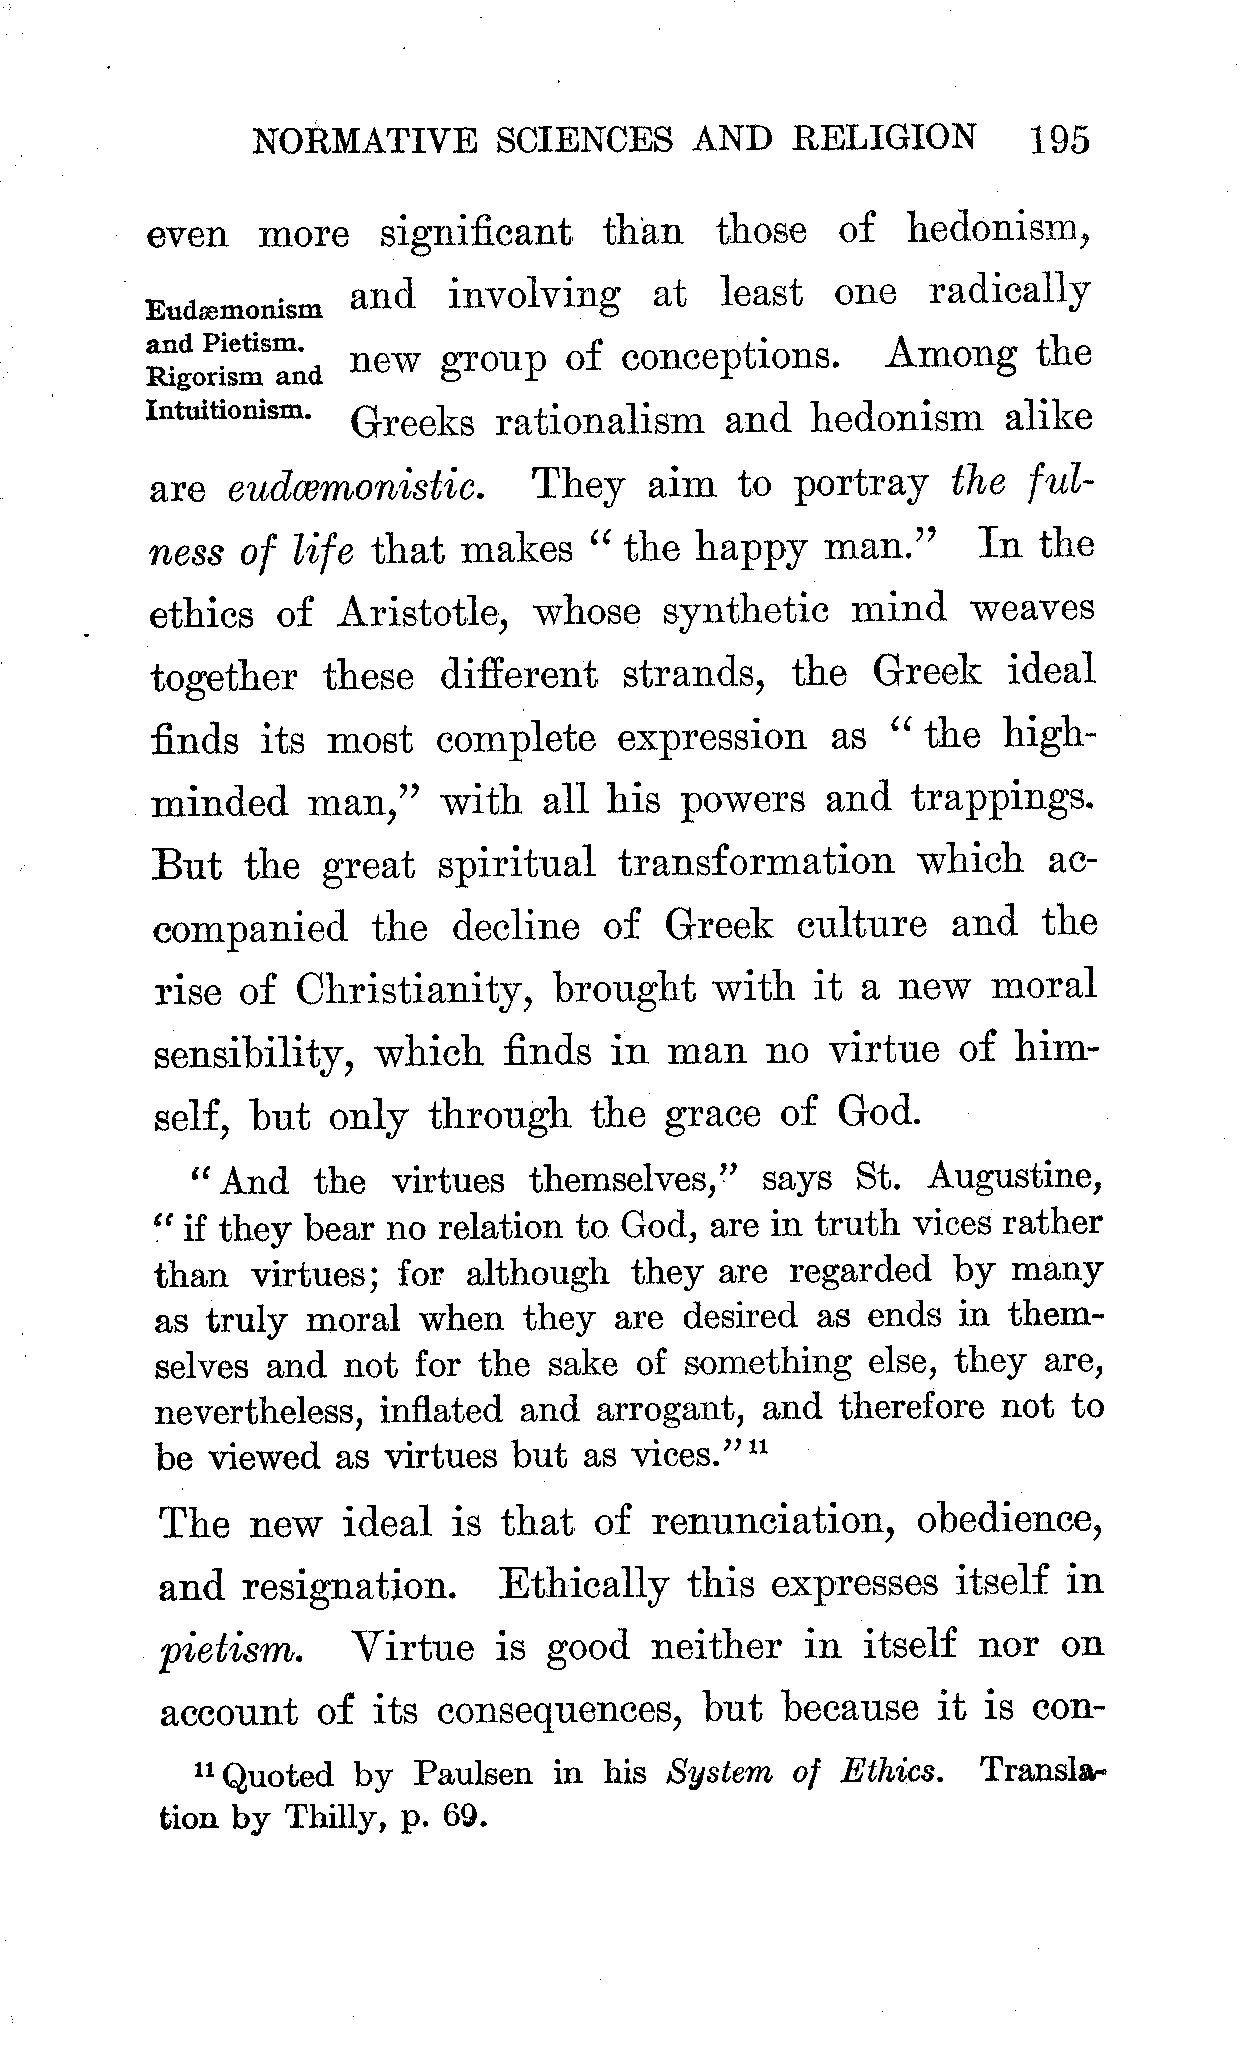 NORMATIVE SCIENCES AND RELIGION 195
even more significant than those of hedonism,
Eudæmonism
and Pietism.
Rigorism and
Intuitionism.
and involving at least one radically
new group of conceptions. Among the
Greeks rationalism and hedonism alike
are eudæmonistic. They aim to portray the ful-
ness of life that makes “ the happy man.” In the
ethics of Aristotle, whose synthetic mind weaves
together these different strands, the Greek ideal
finds its most complete expression as “ the high-
minded man,” with all his powers and trappings.
But the great spiritual transformation which ac-
companied the decline of Greek culture and the
rise of Christianity, brought with it a new moral
sensibility, which finds in man no virtue of him-
self, but only through the grace of God.
“ And the virtues themselves,” says St. Augustine,
“ if they bear no relation to God, are in truth vices rather
than virtues; for although they are regarded by many
as truly moral when they are desired as ends in them-
selves and not for the sake of something else, they are,
nevertheless, inflated and arrogant, and therefore not to
be viewed as virtues but as vices.” 11
The new ideal is that of renunciation, obedience,
and resignation. Ethically this expresses itself in
pietism. Virtue is good neither in itself nor on
account of its consequences, but because it is con-
11 Quoted by Paulsen in his System of Ethics. Transla-
tion by Thilly, p. 69.